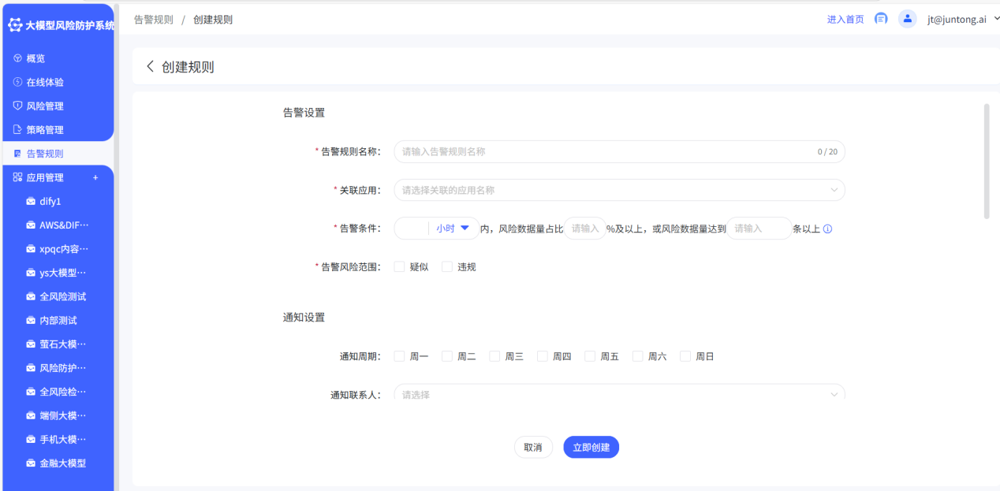 大模型风险防护系统
告警规则 / 创建规则
进入首页
jt@juntong.ai
概览
在线体验
风险管理
策略管理
告警规则
应用管理 +
dify1
AWS&DIF…
xpqc内容…
ys大模型…
全风险测试
内部测试
萤石大模…
风险防护…
全风险检…
端侧大模…
手机大模…
金融大模型
创建规则
告警设置
* 告警规则名称: 请输入告警规则名称 0 / 20
* 关联应用: 请选择关联的应用名称
* 告警条件: 小时 内，风险数据量占比 请输入 %及以上，或风险数据量达到 请输入 条以上
* 告警风险范围: 疑似 违规
通知设置
通知周期: 周一 周二 周三 周四 周五 周六 周日
通知联系人: 请选择
取消 立即创建